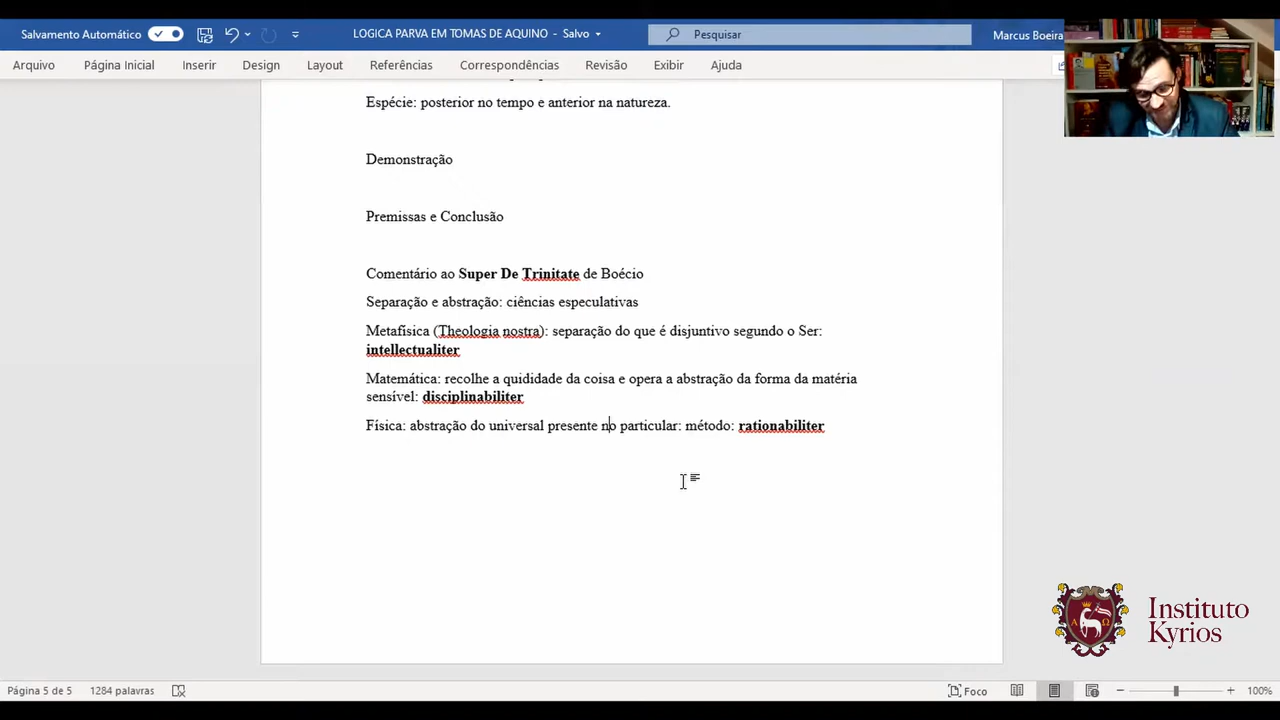 Salvamento Automático
LOGICA PARVA EM TOMAS DE AQUINO - Salvo
Pesquisar
Marcus Boeira
Arquivo Página Inicial Inserir Design Layout Referências Correspondências Revisão Exibir Ajuda
Espécie: posterior no tempo e anterior na natureza.
Demonstração
Premissas e Conclusão
Comentário ao Super De Trinitate de Boécio
Separação e abstração: ciências especulativas
Metafísica (Theologia nostra): separação do que é disjuntivo segundo o Ser:
intellectualiter
Matemática: recolhe a quididade da coisa e opera a abstração da forma da matéria
sensível: disciplinabiliter
Física: abstração do universal presente no particular: método: rationabiliter
Instituto
Kyrios
Α Ω
Página 5 de 5 1284 palavras
Foco
100%